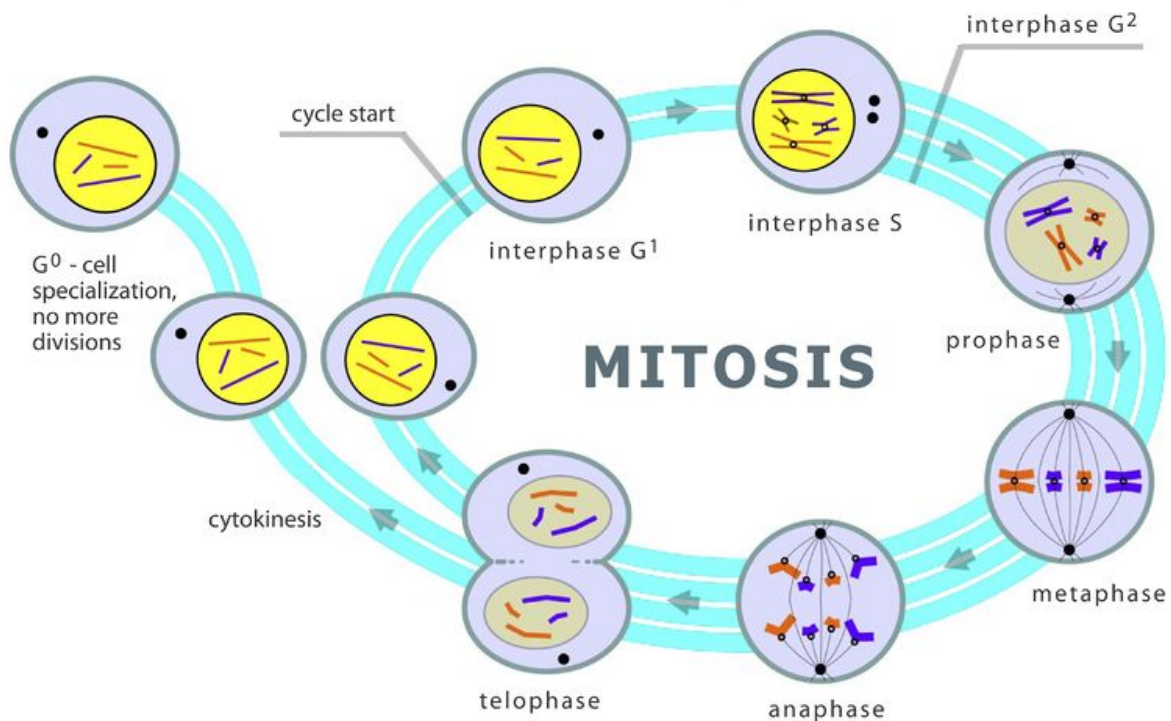 interphase G²
cycle start
interphase G¹
interphase S
G⁰ - cell
specialization,
no more
divisions
prophase
MITOSIS
cytokinesis
metaphase
telophase
anaphase